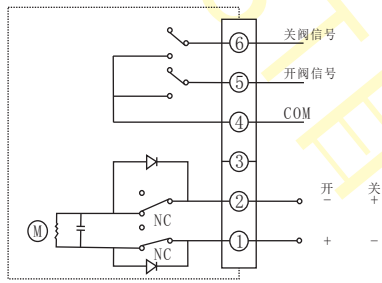 ⑥ 关阀信号
⑤ 开阀信号
④ COM
③
② 开 关
− +
① + −
M
NC
NC